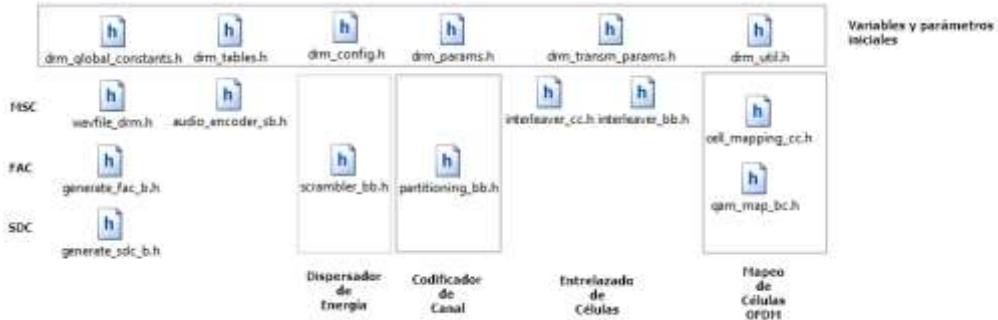 h h h h h h
drm_global_constants.h drm_tables.h drm_config.h drm_params.h drm_transm_params.h drm_util.h
Variables y parámetros
iniciales
MSC
h h h h h
wavfile_drm.h audio_encoder_sb.h interleaver_cc.h interleaver_bb.h cell_mapping_cc.h
FAC
h h h h
generate_fac_b.h scrambler_bb.h partitioning_bb.h qam_map_bc.h
SDC
h
generate_sdc_b.h
Dispersador
de
Energía
Codificador
de
Canal
Entrelazado
de
Células
Mapeo
de
Células
OFDM